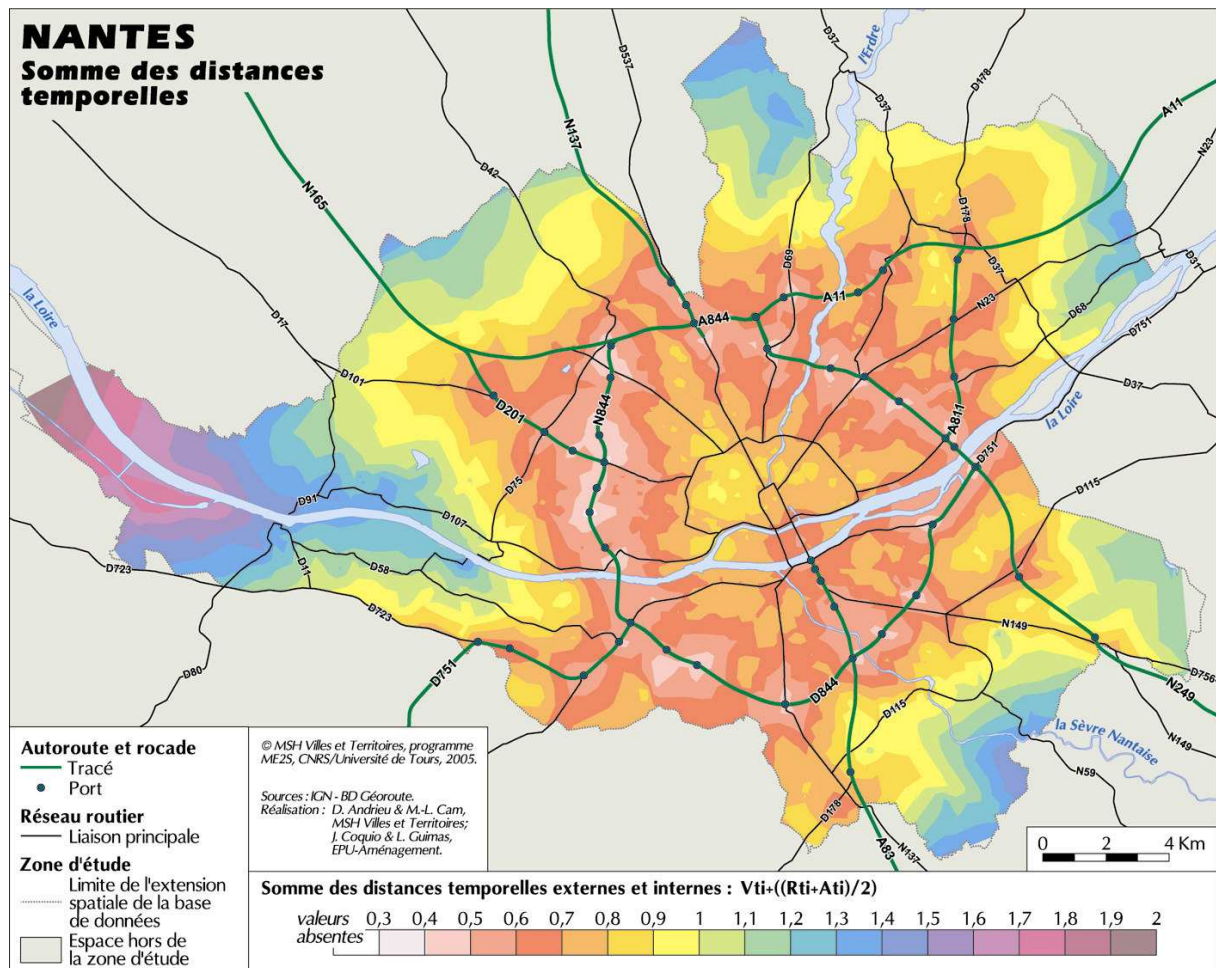 NANTES
Somme des distances
temporelles
D37
l'Erdre
D537
D178
D37
A11
N137
N23
D42
N165
D178
D69
D37
D31
la Loire
A11
N23
D68
A844
D17
D751
D101
D37
la Loire
N844
D201
A811
D751
D75
D115
D91
D107
D11
D58
D723
D723
N149
D80
D751
D756
N249
D844
D115
la Sèvre Nantaise
N149
N59
D178
A83
N137
Autoroute et rocade
Tracé
Port
Réseau routier
Liaison principale
Zone d'étude
Limite de l'extension
spatiale de la base
de données
Espace hors de
la zone d'étude
© MSH Villes et Territoires, programme
ME2S, CNRS/Université de Tours, 2005.
Sources : IGN - BD Géoroute.
Réalisation : D. Andrieu & M.-L. Cam,
MSH Villes et Territoires;
J. Coquio & L. Guimas,
EPU-Aménagement.
0 2 4 Km
Somme des distances temporelles externes et internes : Vti+((Rti+Ati)/2)
valeurs
absentes
0,3 0,4 0,5 0,6 0,7 0,8 0,9 1 1,1 1,2 1,3 1,4 1,5 1,6 1,7 1,8 1,9 2